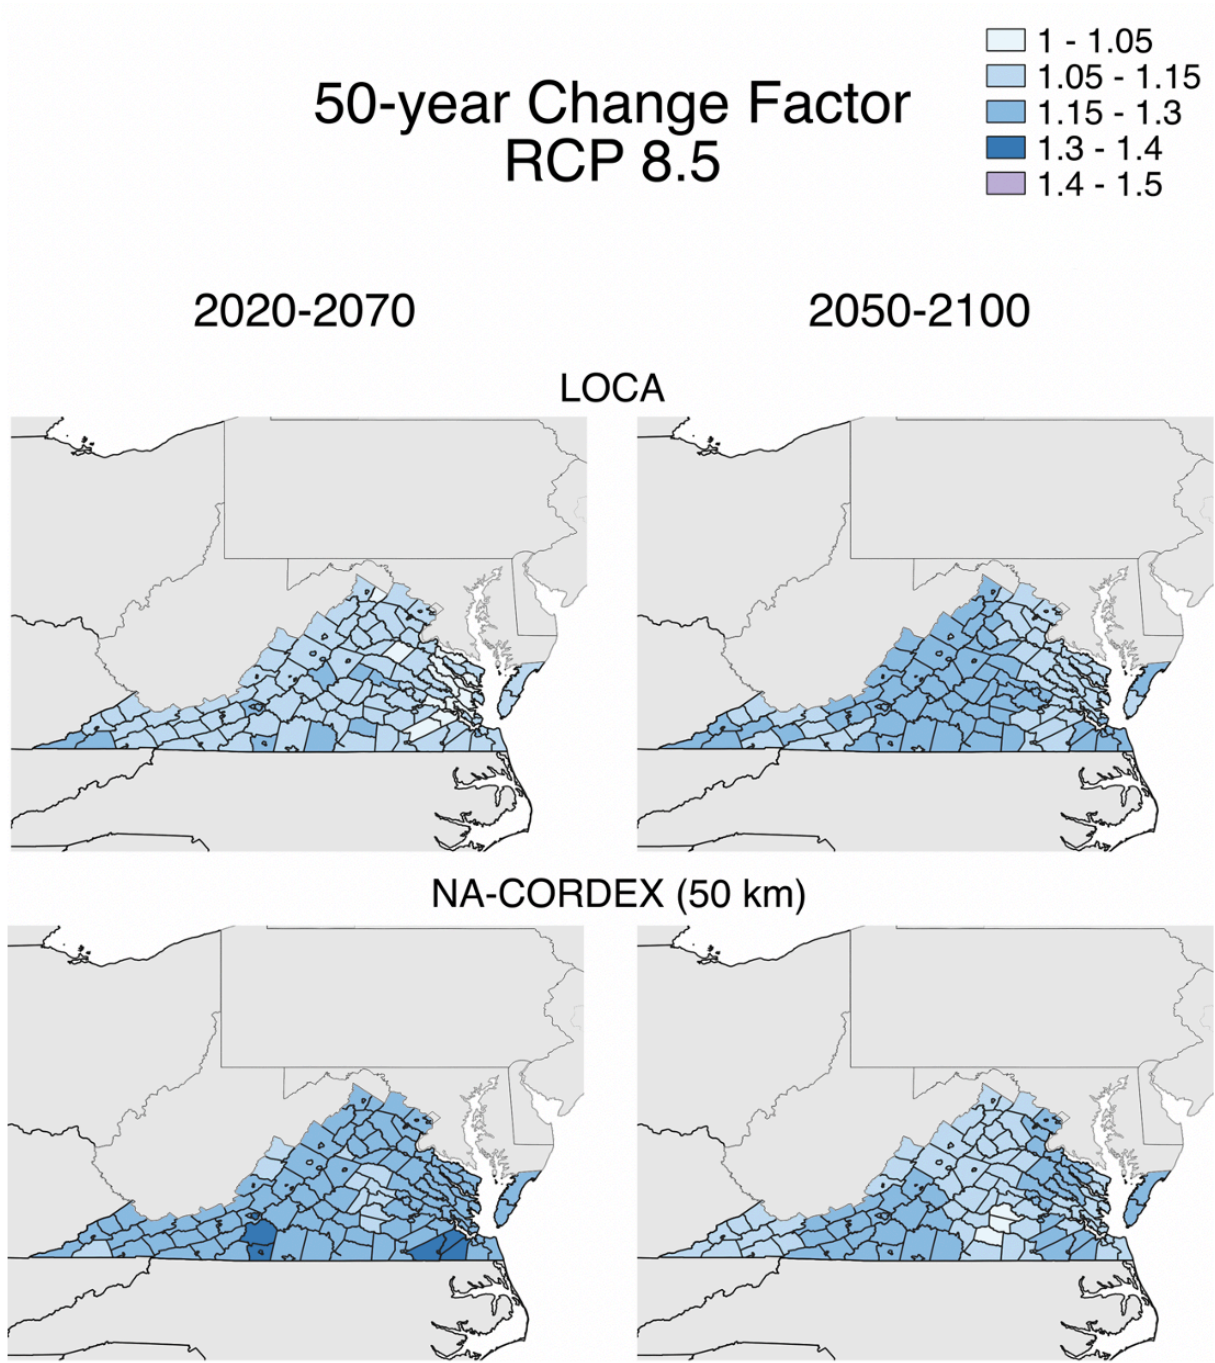 1 - 1.05
1.05 - 1.15
1.15 - 1.3
1.3 - 1.4
1.4 - 1.5
50-year Change Factor
RCP 8.5
2020-2070
2050-2100
LOCA
NA-CORDEX (50 km)